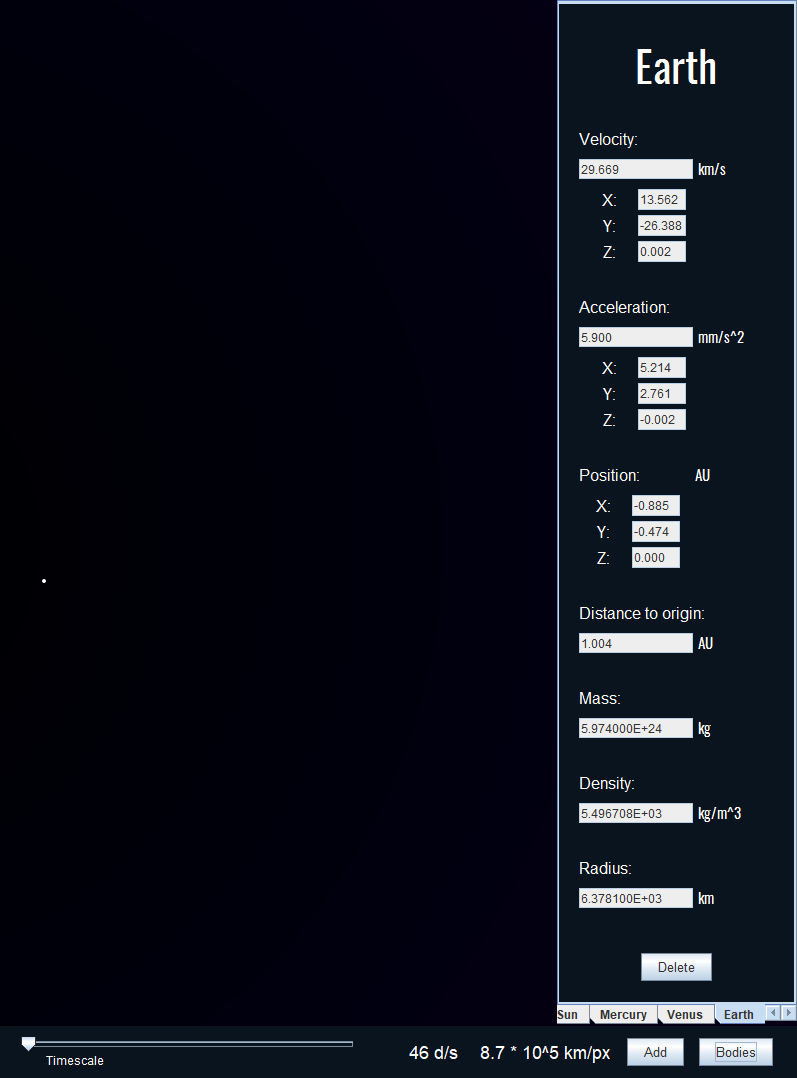 Earth
Velocity:
29.669 km/s
X: 13.562
Y: -26.388
Z: 0.002
Acceleration:
5.900 mm/s^2
X: 5.214
Y: 2.761
Z: -0.002
Position: AU
X: -0.885
Y: -0.474
Z: 0.000
Distance to origin:
1.004 AU
Mass:
5.974000E+24 kg
Density:
5.496708E+03 kg/m^3
Radius:
6.378100E+03 km
Delete
Sun Mercury Venus Earth
Timescale
46 d/s 8.7 * 10^5 km/px Add Bodies